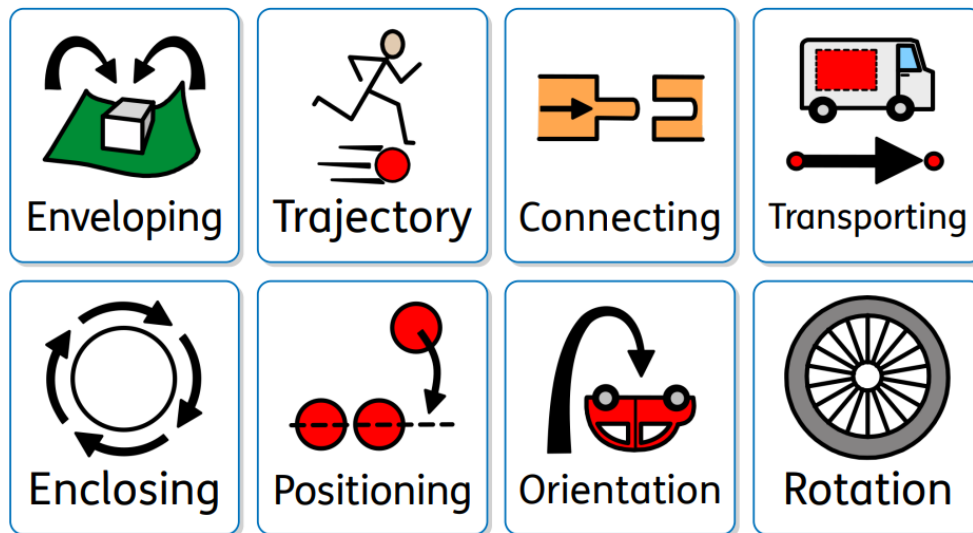 Enveloping
Trajectory
Connecting
Transporting
Enclosing
Positioning
Orientation
Rotation